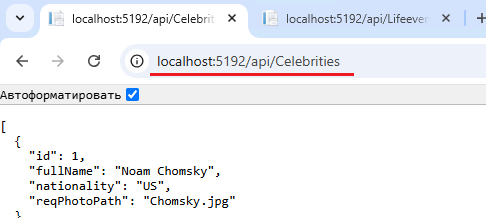 localhost:5192/api/Celebrit
localhost:5192/api/Lifeeven
localhost:5192/api/Celebrities
Автоформатировать
[
  {
    "id": 1,
    "fullName": "Noam Chomsky",
    "nationality": "US",
    "reqPhotoPath": "Chomsky.jpg"
  }